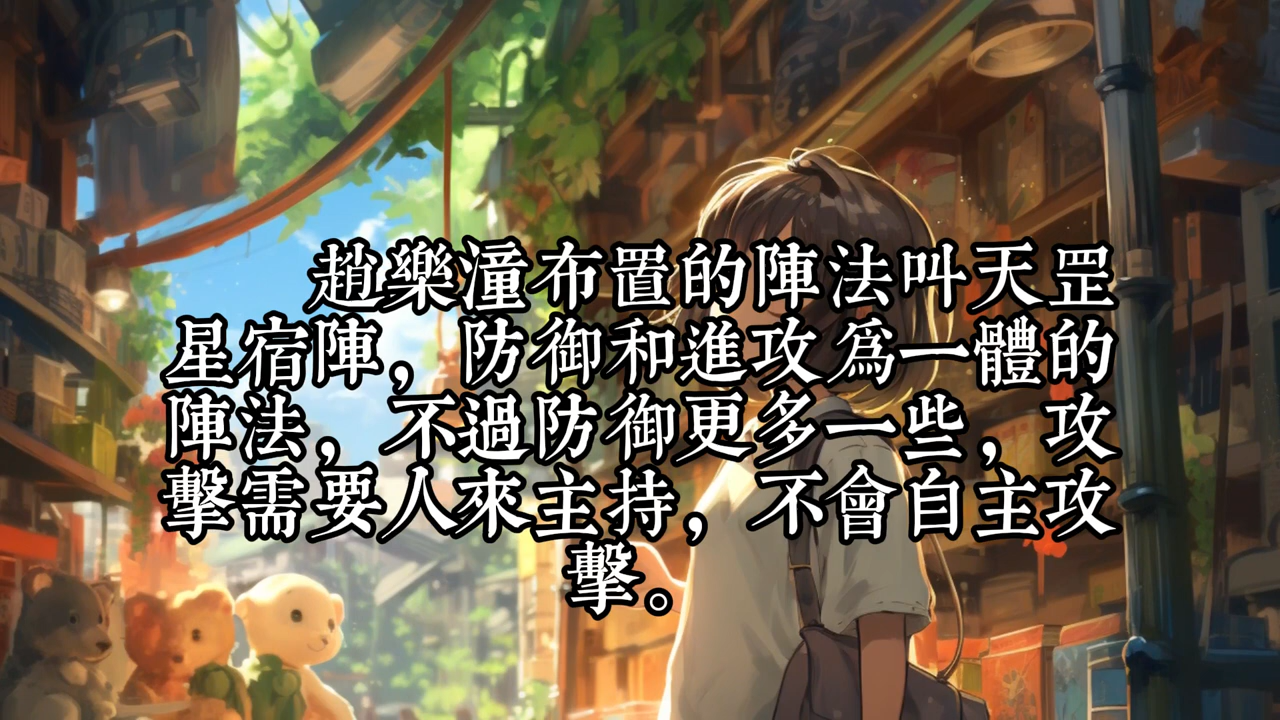 趙樂潼布置的陣法叫天罡
星宿陣，防御和進攻爲一體的
陣法，不過防御更多一些，攻
擊需要人來主持，不會自主攻
擊。